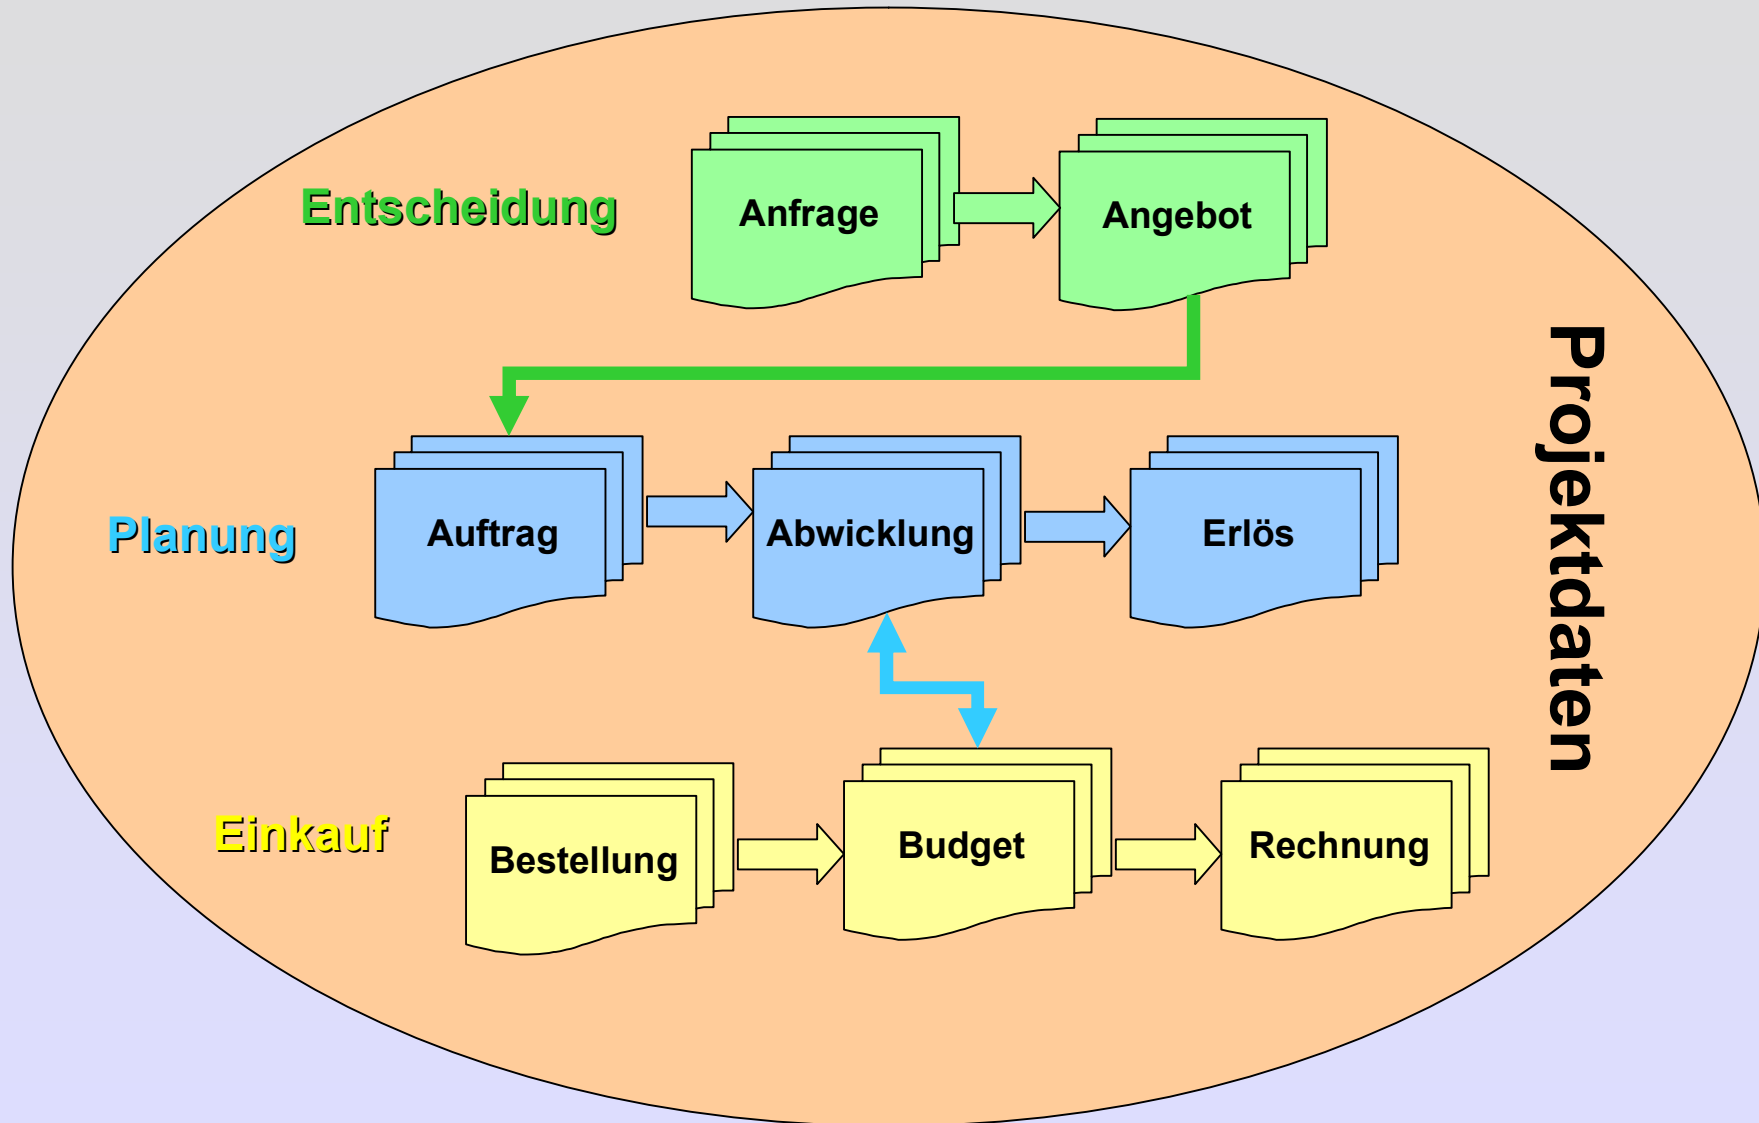 Entscheidung
Anfrage
Angebot
Projektdaten
Planung
Auftrag
Abwicklung
Erlös
Einkauf
Bestellung
Budget
Rechnung